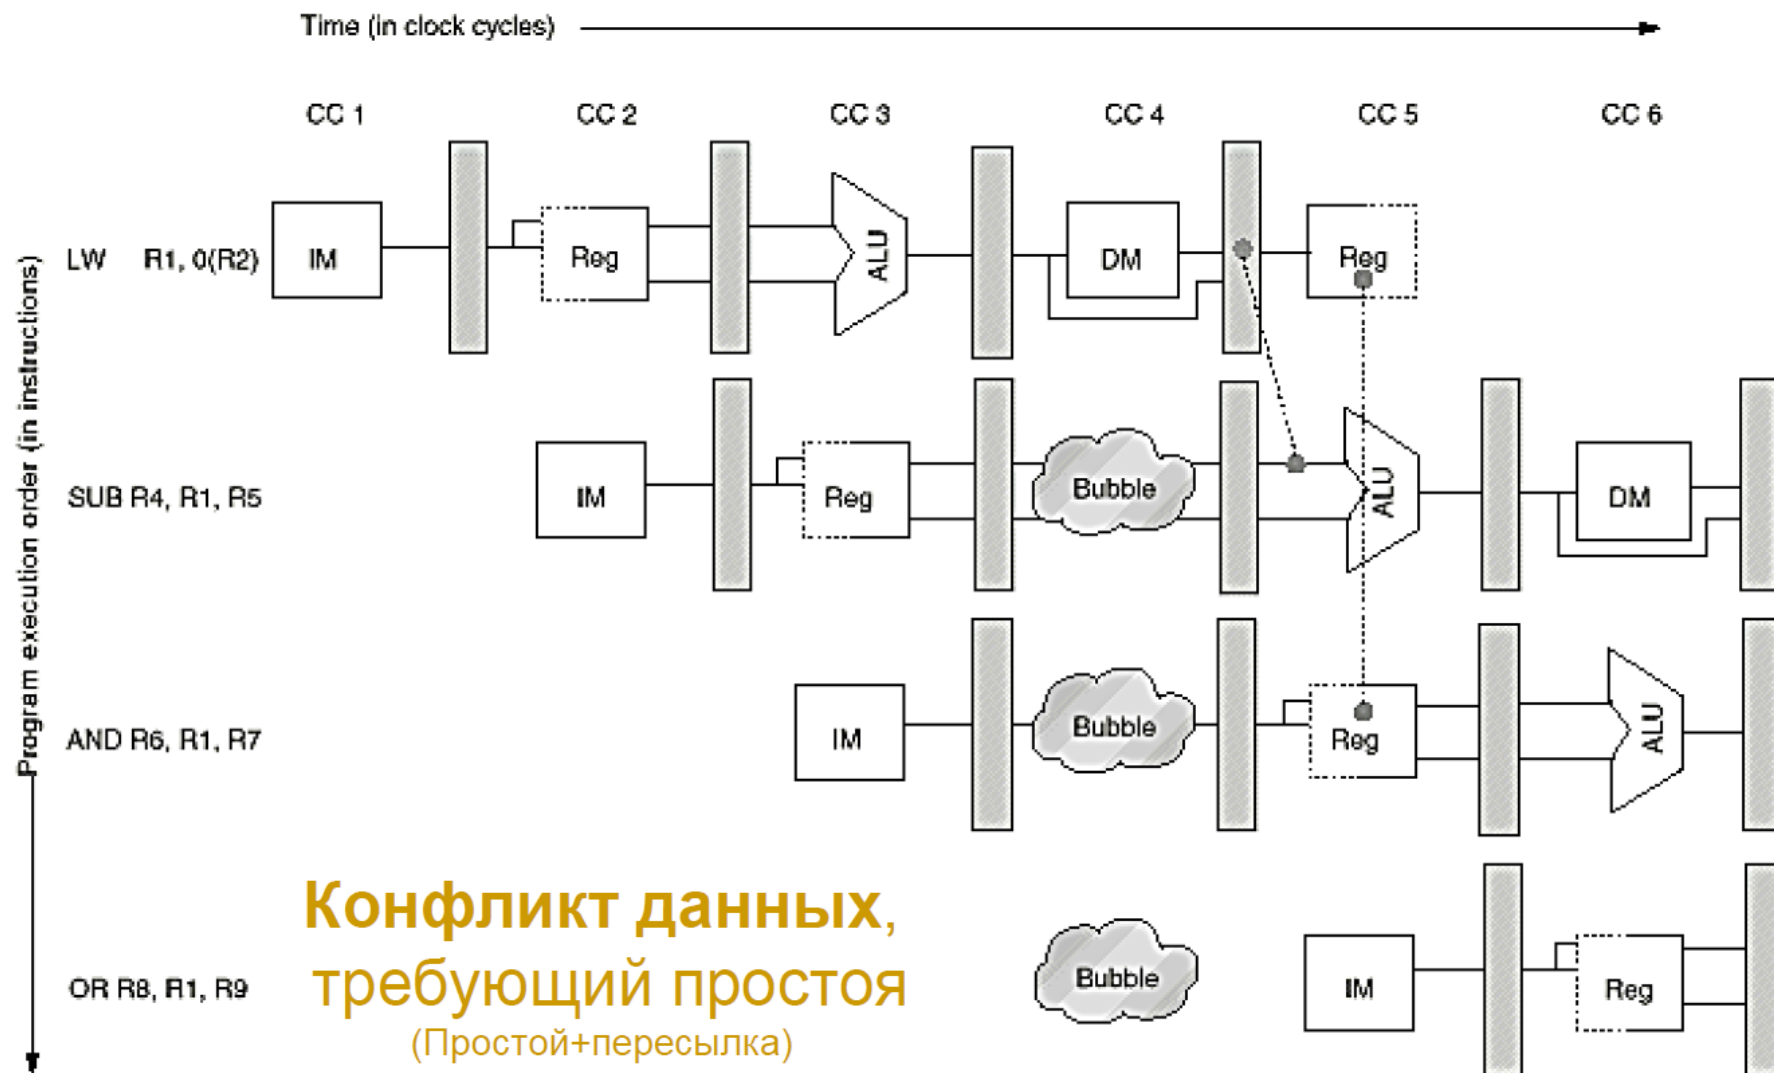 Time (in clock cycles)
CC 1 CC 2 CC 3 CC 4 CC 5 CC 6
Program execution order (in instructions)
LW R1, 0(R2) IM Reg ALU DM Reg
SUB R4, R1, R5 IM Reg Bubble ALU DM
AND R6, R1, R7 IM Bubble Reg ALU
OR R8, R1, R9 Bubble IM Reg
Конфликт данных,
требующий простоя
(Простой+пересылка)